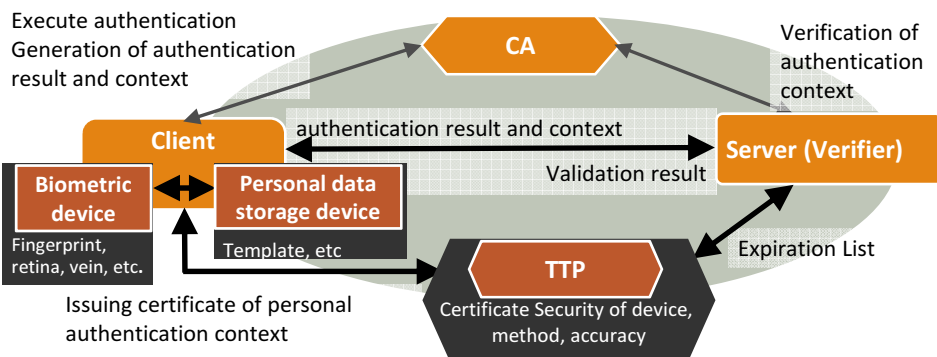 Execute authentication
Generation of authentication
result and context
CA
Verification of
authentication
context
Client
authentication result and context
Server (Verifier)
Validation result
Biometric
device
Personal data
storage device
Fingerprint,
retina, vein, etc.
Template, etc
TTP
Expiration List
Certificate Security of device,
method, accuracy
Issuing certificate of personal
authentication context